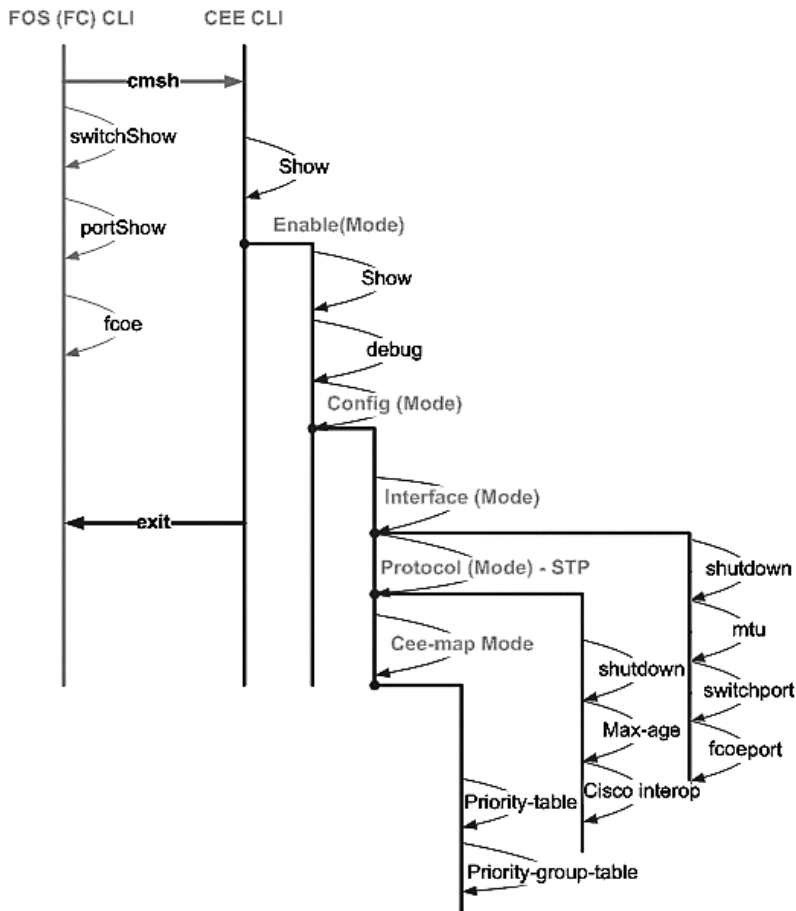 FOS (FC) CLI
CEE CLI
cmsh
switchShow
Show
portShow
Enable(Mode)
Show
fcoe
debug
Config (Mode)
Interface (Mode)
exit
Protocol (Mode) - STP
shutdown
mtu
Cee-map Mode
shutdown
switchport
Max-age
fcoeport
Cisco interop
Priority-table
Priority-group-table